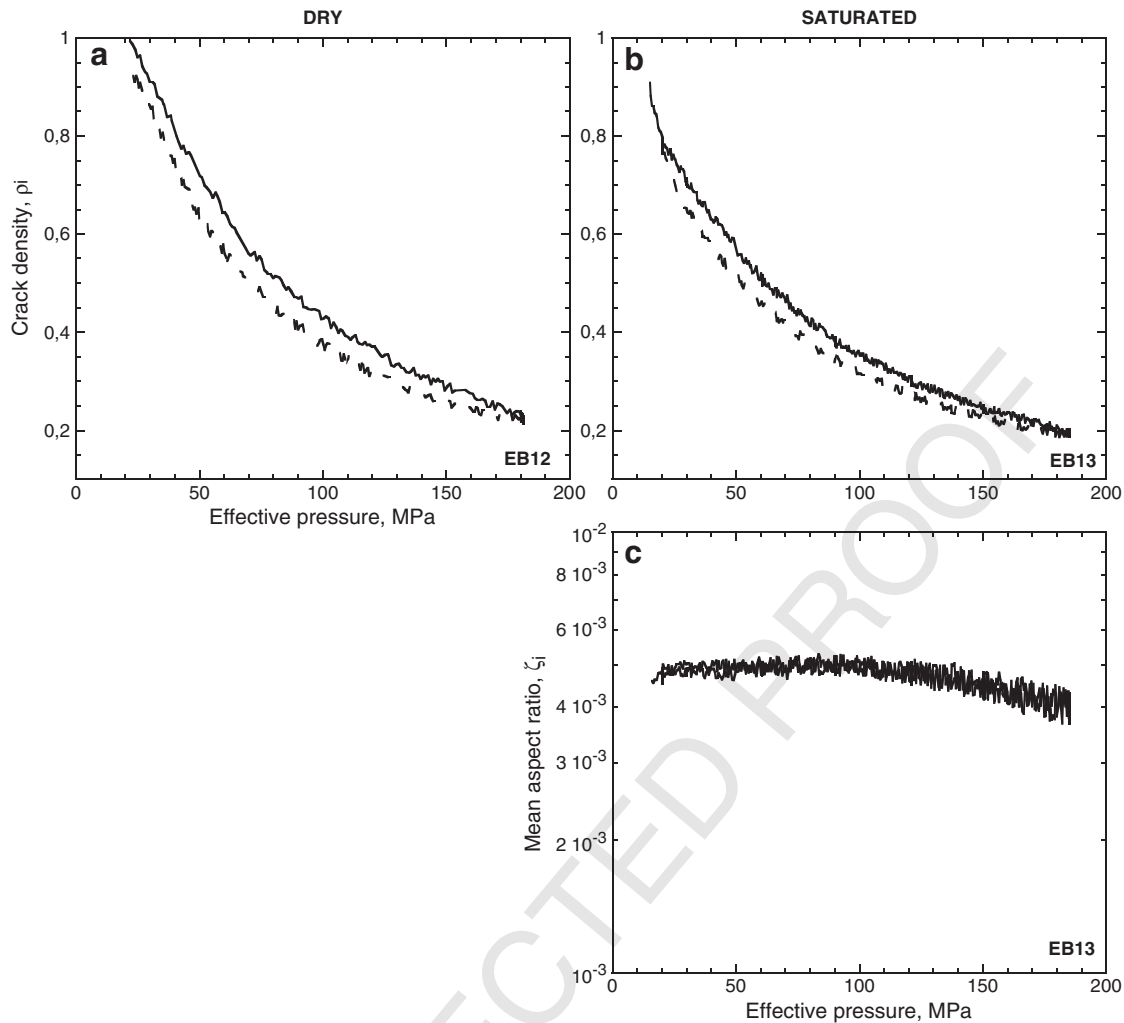 DRY
SATURATED
a
1
0,8
0,6
0,4
0,2
Crack density, ρi
0
50
100
150
200
Effective pressure, MPa
EB12
b
1
0,8
0,6
0,4
0,2
0
50
100
150
200
EB13
c
10-2
8 10-3
6 10-3
4 10-3
3 10-3
2 10-3
10-3
Mean aspect ratio, ζi
0
50
100
150
200
Effective pressure, MPa
EB13
CTED PROOF